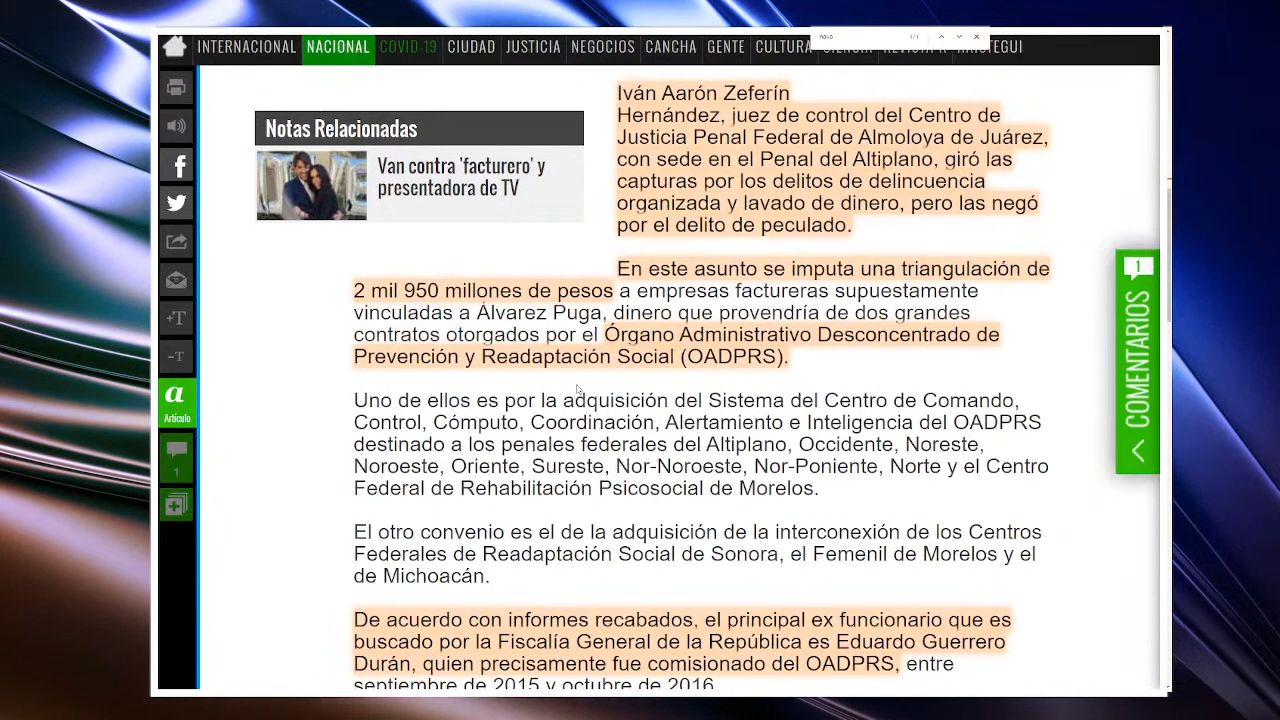 INTERNACIONAL NACIONAL COVID-19 CIUDAD JUSTICIA NEGOCIOS CANCHA GENTE CULTURA
1/1
Iván Aarón Zeferín
Hernández, juez de control del Centro de
Justicia Penal Federal de Almoloya de Juárez,
con sede en el Penal del Altiplano, giró las
capturas por los delitos de delincuencia
organizada y lavado de dinero, pero las negó
por el delito de peculado.
Notas Relacionadas
Van contra 'facturero' y
presentadora de TV
En este asunto se imputa una triangulación de
2 mil 950 millones de pesos a empresas factureras supuestamente
vinculadas a Álvarez Puga, dinero que provendría de dos grandes
contratos otorgados por el Órgano Administrativo Desconcentrado de
Prevención y Readaptación Social (OADPRS).
Uno de ellos es por la adquisición del Sistema del Centro de Comando,
Control, Cómputo, Coordinación, Alertamiento e Inteligencia del OADPRS
destinado a los penales federales del Altiplano, Occidente, Noreste,
Noroeste, Oriente, Sureste, Nor-Noroeste, Nor-Poniente, Norte y el Centro
Federal de Rehabilitación Psicosocial de Morelos.
El otro convenio es el de la adquisición de la interconexión de los Centros
Federales de Readaptación Social de Sonora, el Femenil de Morelos y el
de Michoacán.
De acuerdo con informes recabados, el principal ex funcionario que es
buscado por la Fiscalía General de la República es Eduardo Guerrero
Durán, quien precisamente fue comisionado del OADPRS, entre
septiembre de 2015 y octubre de 2016
+T
-T
a
Artículo
1
1
COMENTARIOS